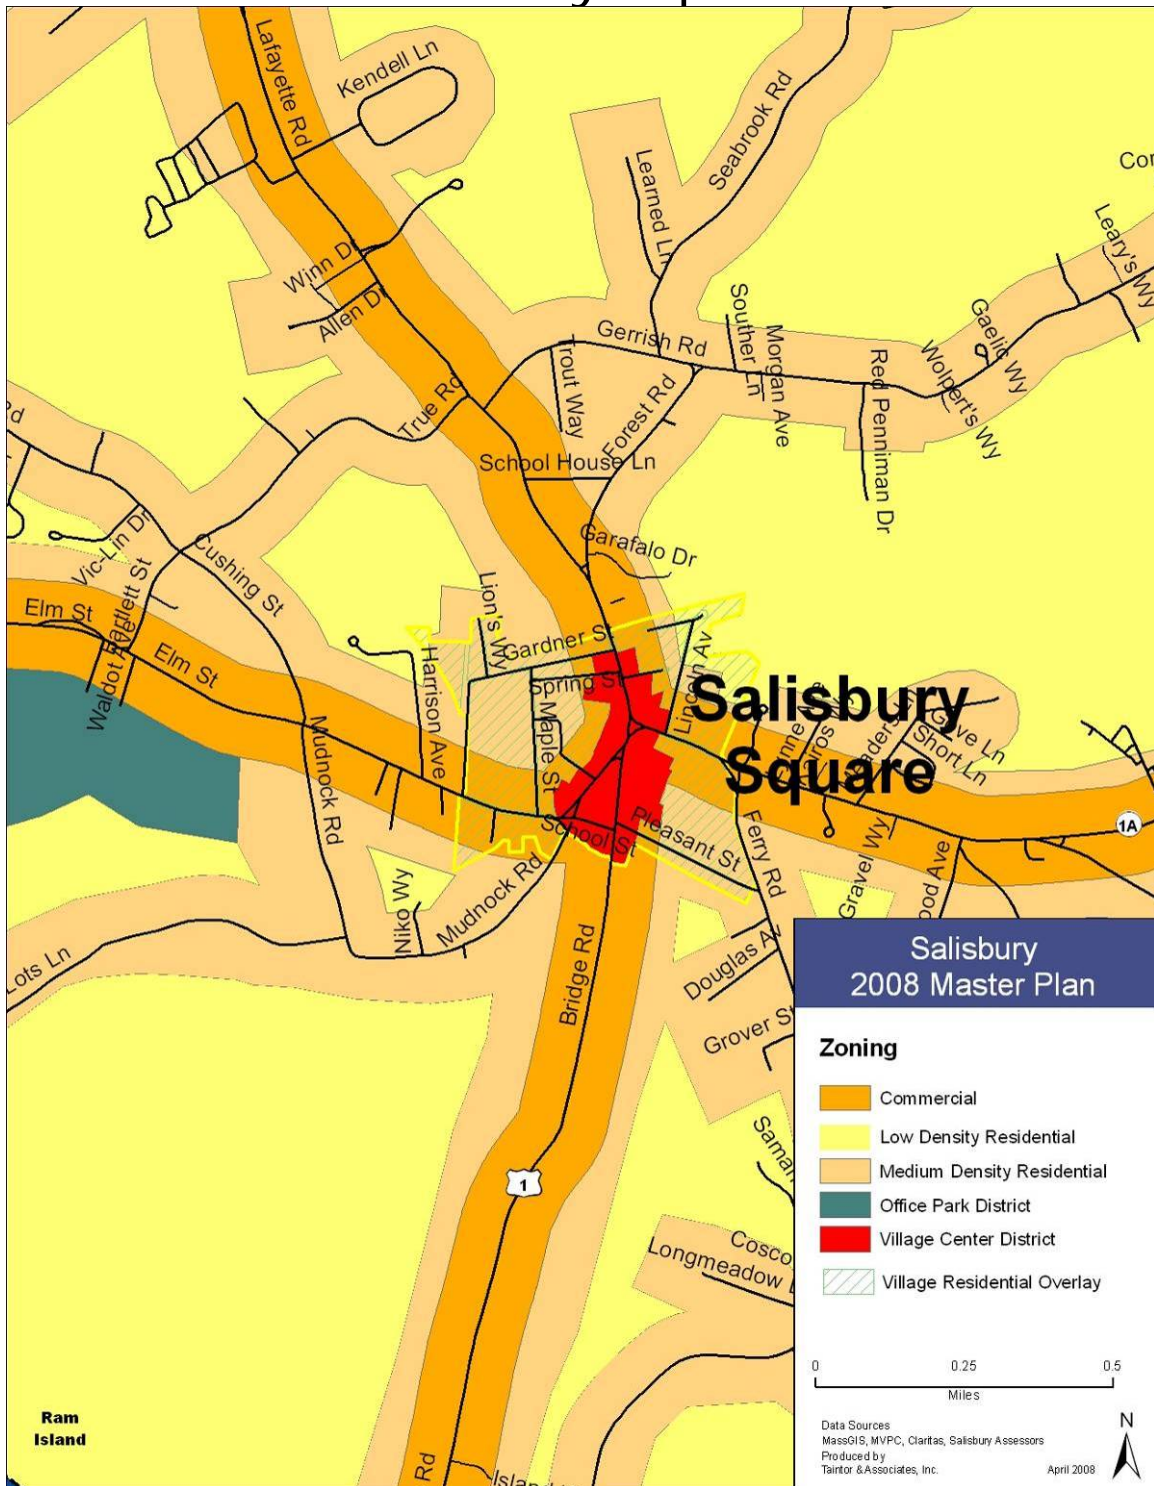 Lafayette Rd
Kendell Ln
Seabrook Rd
Learned Ln
Leary's Wy
Winn Dr
Allen Dr
Gerrish Rd
Souther Ln
Morgan Ave
Gaelic Wy
Wolpert's Wy
Red Penniman Dr
Trout Way
Forest Rd
True Rd
School House Ln
Rd
Vic-Lin Dr
Cushing St
Garafalo Dr
Bartlett St
Elm St
Waldot Ave
Elm St
Lion's Wy
Gardner St
Harrison Ave
Spring St
Maple St
Lincoln Av
Salisbury
Square
Gove Ln
Short Ln
Mudnock Rd
School St
Pleasant St
Ferry Rd
1A
Gravel Wy
ood Ave
Niko Wy
Mudnock Rd
Lots Ln
Bridge Rd
Douglas Av
Grover St
1
Longmeadow
Rd
Ram
Island
Salisbury
2008 Master Plan
Zoning
Commercial
Low Density Residential
Medium Density Residential
Office Park District
Village Center District
Village Residential Overlay
0 0.25 0.5
Miles
Data Sources
MassGIS, MVPC, Claritas, Salisbury Assessors
Produced by
Taintor & Associates, Inc.
April 2008
N